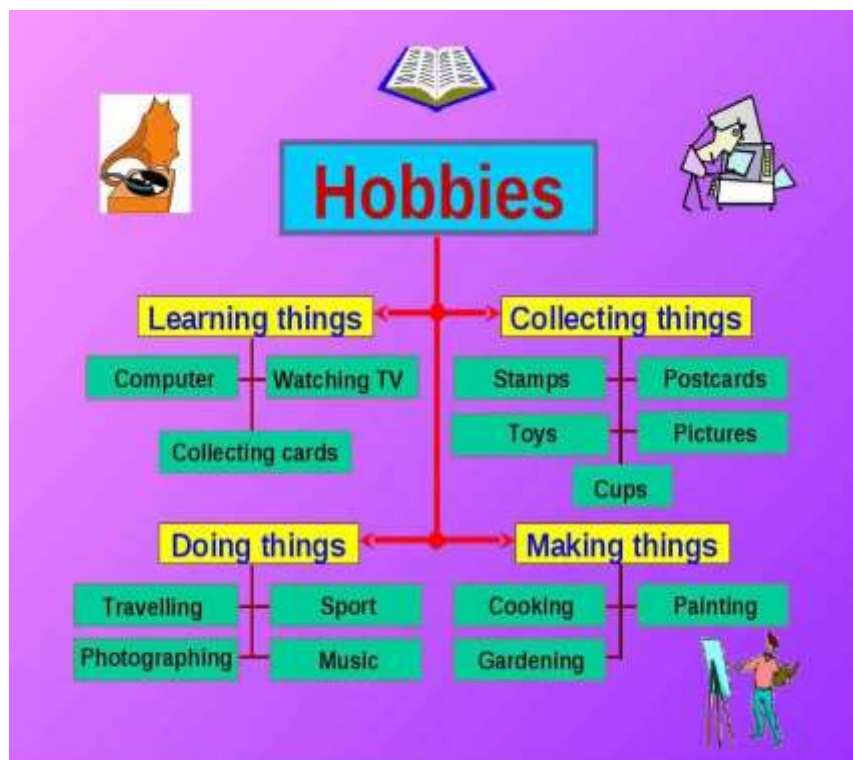 Hobbies
Learning things
Collecting things
Computer
Watching TV
Collecting cards
Stamps
Postcards
Toys
Pictures
Cups
Doing things
Making things
Travelling
Sport
Photographing
Music
Cooking
Painting
Gardening